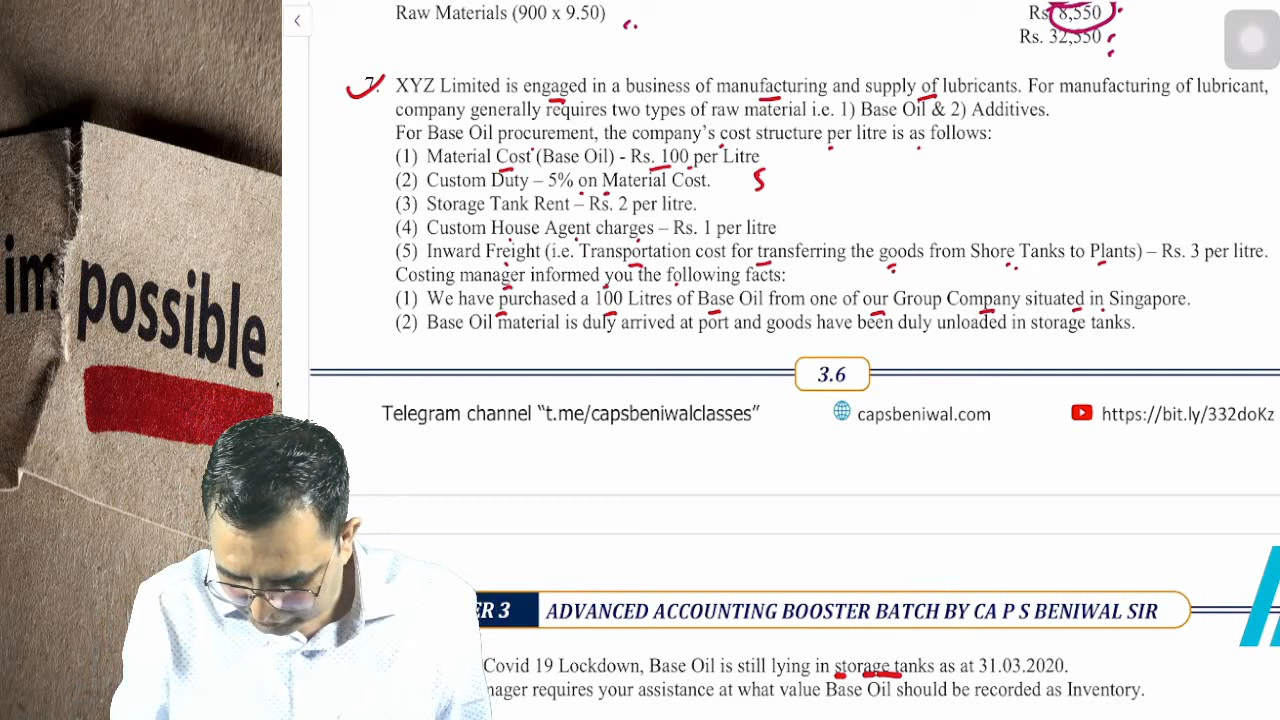 Raw Materials (900 x 9.50)
Rs 8,550
Rs. 32,550
7. XYZ Limited is engaged in a business of manufacturing and supply of lubricants. For manufacturing of lubricant,
company generally requires two types of raw material i.e. 1) Base Oil & 2) Additives.
For Base Oil procurement, the company's cost structure per litre is as follows:
(1) Material Cost (Base Oil) - Rs. 100 per Litre
(2) Custom Duty – 5% on Material Cost. 5
(3) Storage Tank Rent – Rs. 2 per litre.
(4) Custom House Agent charges – Rs. 1 per litre
(5) Inward Freight (i.e. Transportation cost for transferring the goods from Shore Tanks to Plants) – Rs. 3 per litre.
Costing manager informed you the following facts:
(1) We have purchased a 100 Litres of Base Oil from one of our Group Company situated in Singapore.
(2) Base Oil material is duly arrived at port and goods have been duly unloaded in storage tanks.
3.6
Telegram channel "t.me/capsbeniwalclasses"
capsbeniwal.com
https://bit.ly/332doKz
ER 3
ADVANCED ACCOUNTING BOOSTER BATCH BY CA P S BENIWAL SIR
Covid 19 Lockdown, Base Oil is still lying in storage tanks as at 31.03.2020.
nager requires your assistance at what value Base Oil should be recorded as Inventory.
im possible